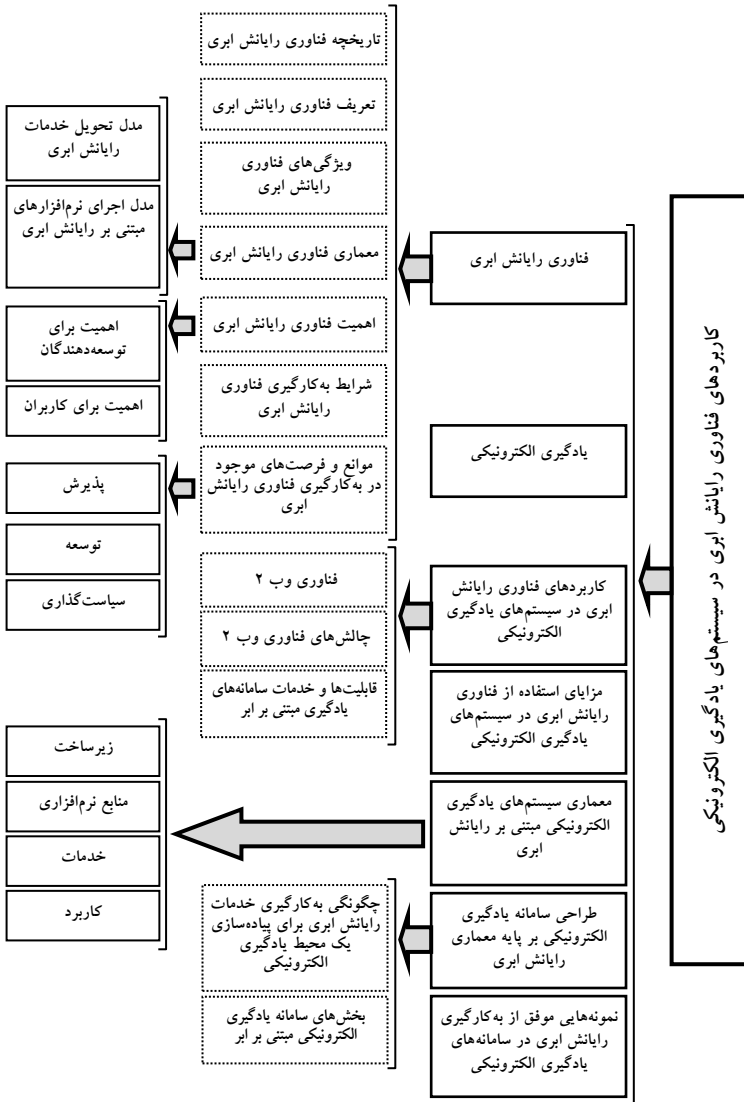 کاربردهای فناوری رایانش ابری در سیستم‌های یادگیری الکترونیکی
فناوری رایانش ابری
یادگیری الکترونیکی
کاربردهای فناوری رایانش
ابری در سیستم‌های یادگیری
الکترونیکی
مزایای استفاده از فناوری
رایانش ابری در سیستم‌های
یادگیری الکترونیکی
معماری سیستم‌های یادگیری
الکترونیکی مبتنی بر رایانش
ابری
طراحی سامانه یادگیری
الکترونیکی بر پایه معماری
رایانش ابری
نمونه‌هایی موفق از به‌کارگیری
رایانش ابری در سامانه‌های
یادگیری الکترونیکی
تاریخچه فناوری رایانش ابری
تعریف فناوری رایانش ابری
ویژگی‌های فناوری
رایانش ابری
معماری فناوری رایانش ابری
اهمیت فناوری رایانش ابری
شرایط به‌کارگیری فناوری
رایانش ابری
موانع و فرصت‌های موجود
در به‌کارگیری فناوری رایانش
ابری
فناوری وب ۲
چالش‌های فناوری وب ۲
قابلیت‌ها و خدمات سامانه‌های
یادگیری مبتنی بر ابر
چگونگی به‌کارگیری خدمات
رایانش ابری برای پیاده‌سازی
یک محیط یادگیری
الکترونیکی
بخش‌های سامانه یادگیری
الکترونیکی مبتنی بر ابر
مدل تحویل خدمات
رایانش ابری
مدل اجرای نرم‌افزارهای
مبتنی بر رایانش ابری
اهمیت برای
توسعه‌دهندگان
اهمیت برای کاربران
پذیرش
توسعه
سیاست‌گذاری
زیرساخت
منابع نرم‌افزاری
خدمات
کاربرد